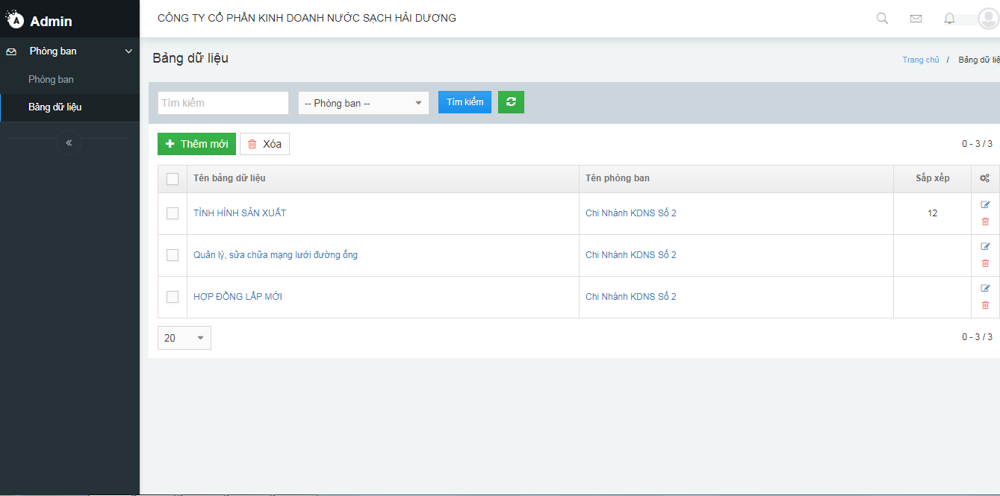 Admin
CÔNG TY CỔ PHẦN KINH DOANH NƯỚC SẠCH HẢI DƯƠNG
Phòng ban
Phòng ban
Bảng dữ liệu
Bảng dữ liệu
Trang chủ / Bảng dữ
Tìm kiếm
-- Phòng ban --
Tìm kiếm
Thêm mới
Xóa
0 - 3 / 3
Tên bảng dữ liệu
Tên phòng ban
Sắp xếp
TÌNH HÌNH SẢN XUẤT
Chi Nhánh KDNS Số 2
12
Quản lý, sửa chữa mạng lưới đường ống
Chi Nhánh KDNS Số 2
HỢP ĐỒNG LẮP MỚI
Chi Nhánh KDNS Số 2
20
0 - 3 / 3